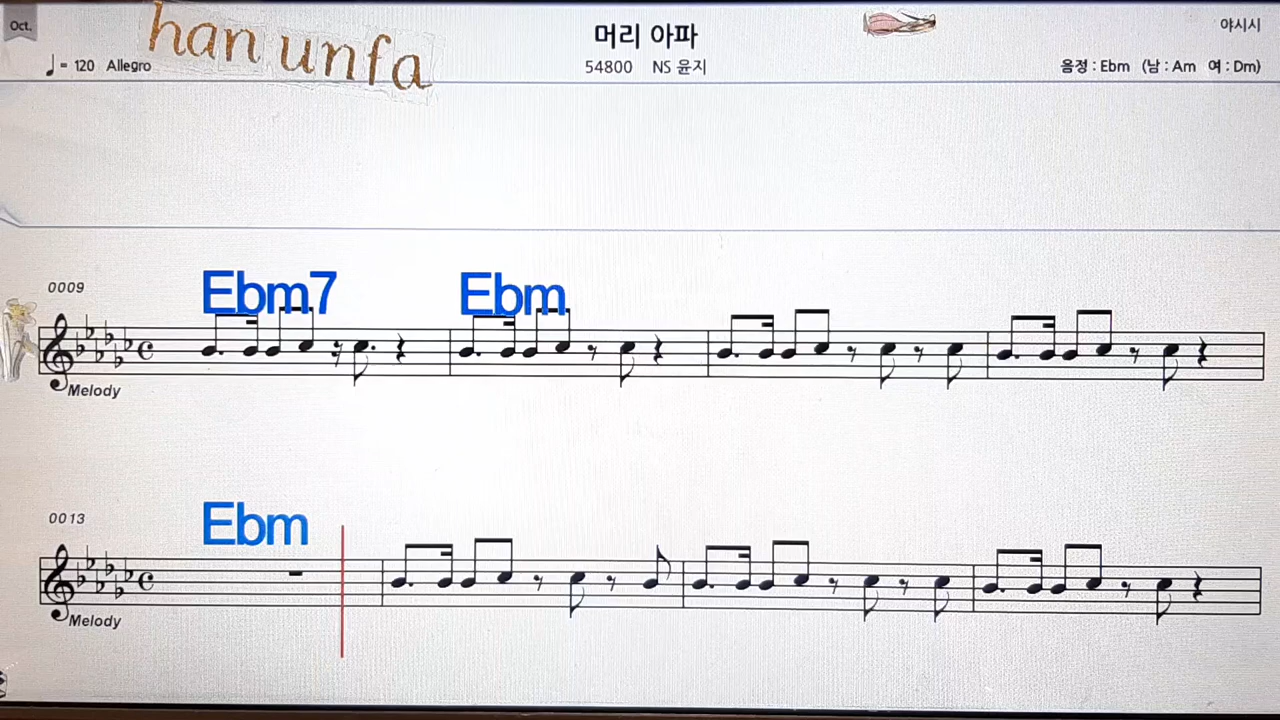 Oct.
han unfa
머리 아파
야시시
♩= 120 Allegro
54800 NS 윤지
음정 : Ebm (남 : Am 여 : Dm)
0009
Ebm7 Ebm
Melody
0013
Ebm
Melody